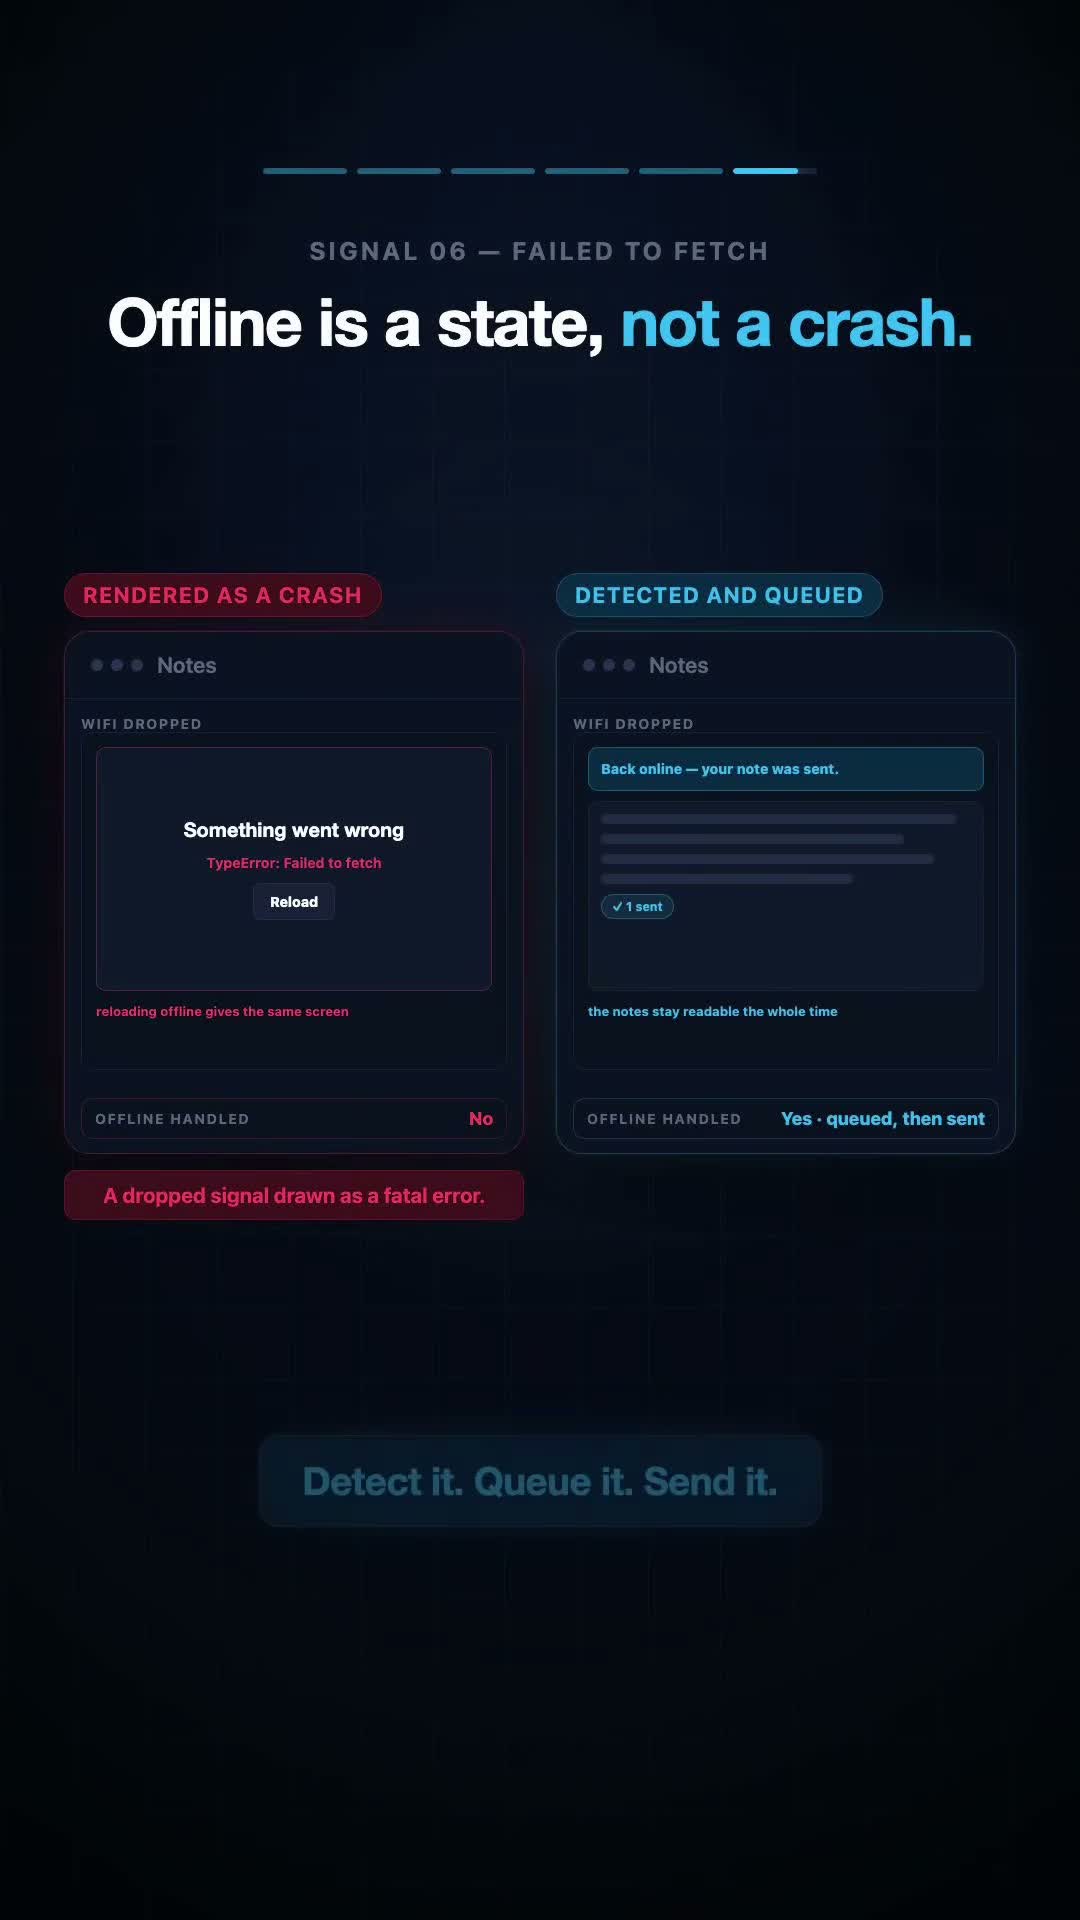 SIGNAL 06 — FAILED TO FETCH
Offline is a state, not a crash.
RENDERED AS A CRASH
Notes
WIFI DROPPED
Something went wrong
TypeError: Failed to fetch
Reload
reloading offline gives the same screen
OFFLINE HANDLED No
A dropped signal drawn as a fatal error.
DETECTED AND QUEUED
Notes
WIFI DROPPED
Back online — your note was sent.
✓ 1 sent
the notes stay readable the whole time
OFFLINE HANDLED Yes · queued, then sent
Detect it. Queue it. Send it.